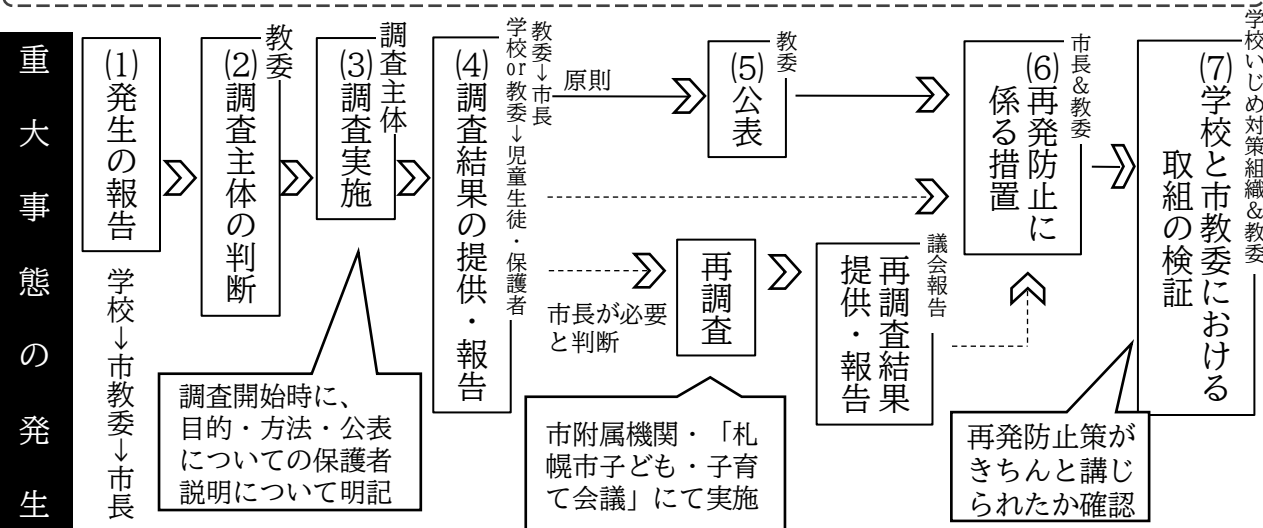 重大事態の発生
(1)発生の報告
学校→市教委→市長
(2)調査主体の判断
教委
(3)調査実施
調査主体
調査開始時に、
目的・方法・公表
についての保護者
説明について明記
(4)調査結果の提供・報告
教委→市長
学校or教委→児童生徒・保護者
原則
(5)公表
教委
市長が必要
と判断
再調査
市附属機関・「札
幌市子ども・子育
て会議」にて実施
再調査結果
提供・報告
議会報告
(6)再発防止に
係る措置
市長&教委
(7)学校と市教委における
取組の検証
学校いじめ対策組織&教委
再発防止策が
きちんと講じ
られたか確認